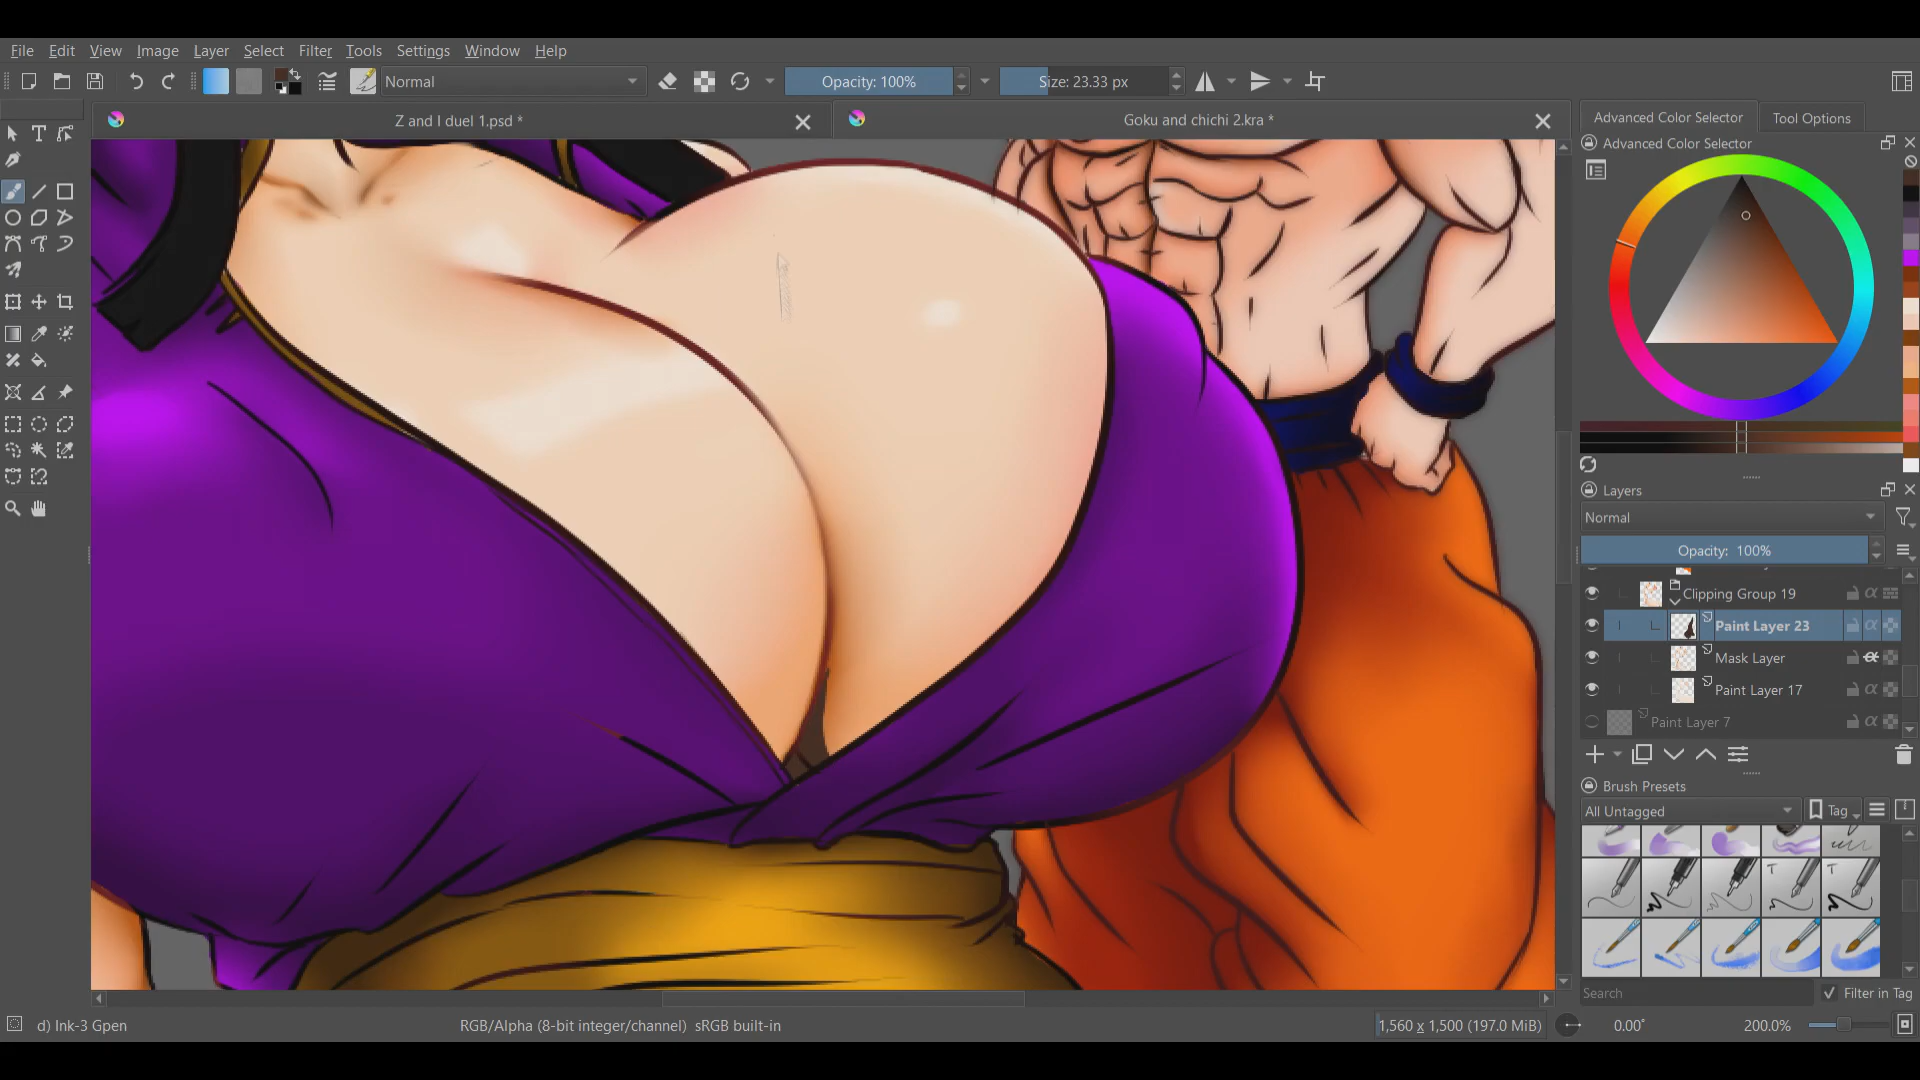 File Edit View Image Layer Select Filter Tools Settings Window Help
Normal Opacity: 100% Size: 23.33 px
Z and I duel 1.psd * Goku and chichi 2.kra *
Advanced Color Selector Tool Options
Advanced Color Selector
Layers
Normal
Opacity: 100%
Clipping Group 19
Paint Layer 23
Mask Layer
Paint Layer 17
Paint Layer 7
Brush Presets
All Untagged Tag
T T
Search Filter in Tag
d) Ink-3 Gpen RGB/Alpha (8-bit integer/channel) sRGB built-in 1,560 x 1,500 (197.0 MiB) 0.00° 200.0%